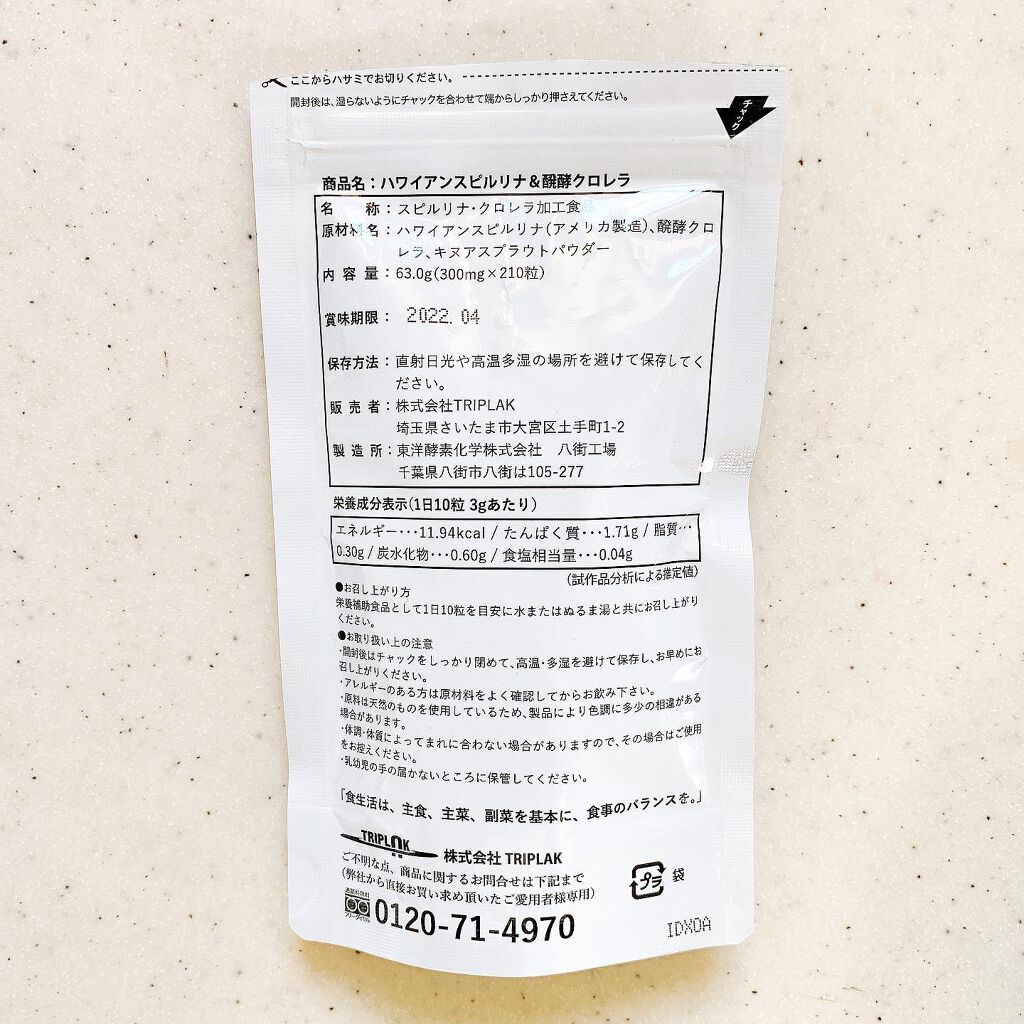 ここからハサミでお切りください。
開封後は、湿らないようにチャックを合わせて端からしっかり押さえてください。
チャック
商品名：ハワイアンスピルリナ&醗酵クロレラ
名　　称：スピルリナ・クロレラ加工食品
原材料名：ハワイアンスピルリナ（アメリカ製造）、醗酵クロ
レラ、キヌアスプラウトパウダー
内 容 量：63.0g（300mg×210粒）
賞味期限： 2022.04
保存方法：直射日光や高温多湿の場所を避けて保存してく
ださい。
販 売 者：株式会社TRIPLAK
埼玉県さいたま市大宮区土手町1-2
製 造 所：東洋酵素化学株式会社　八街工場
千葉県八街市八街は105-277
栄養成分表示（1日10粒 3gあたり）
エネルギー･･･11.94kcal / たんぱく質･･･1.71g / 脂質･･･
0.30g / 炭水化物･･･0.60g / 食塩相当量･･･0.04g
（試作品分析による推定値）
●お召し上がり方
栄養補助食品として1日10粒を目安に水またはぬるま湯と共にお召し上がり
ください。
●お取り扱い上の注意
・開封後はチャックをしっかり閉めて、高温・多湿を避けて保存し、お早めにお
召し上がりください。
・アレルギーのある方は原材料をよく確認してからお飲み下さい。
・原料は天然のものを使用しているため、製品により色調に多少の相違がある
場合があります。
・体調・体質によってまれに合わない場合がありますので、その場合はご使用
をお控えください。
・乳幼児の手の届かないところに保管してください。
「食生活は、主食、主菜、副菜を基本に、食事のバランスを。」
TRIPLAK 株式会社 TRIPLAK
ご不明な点、商品に関するお問合せは下記まで
（弊社から直接お買い求め頂いたご愛用者様専用）
通話料無料
フリーダイヤル
0120-71-4970
プラ 袋
IDXOA